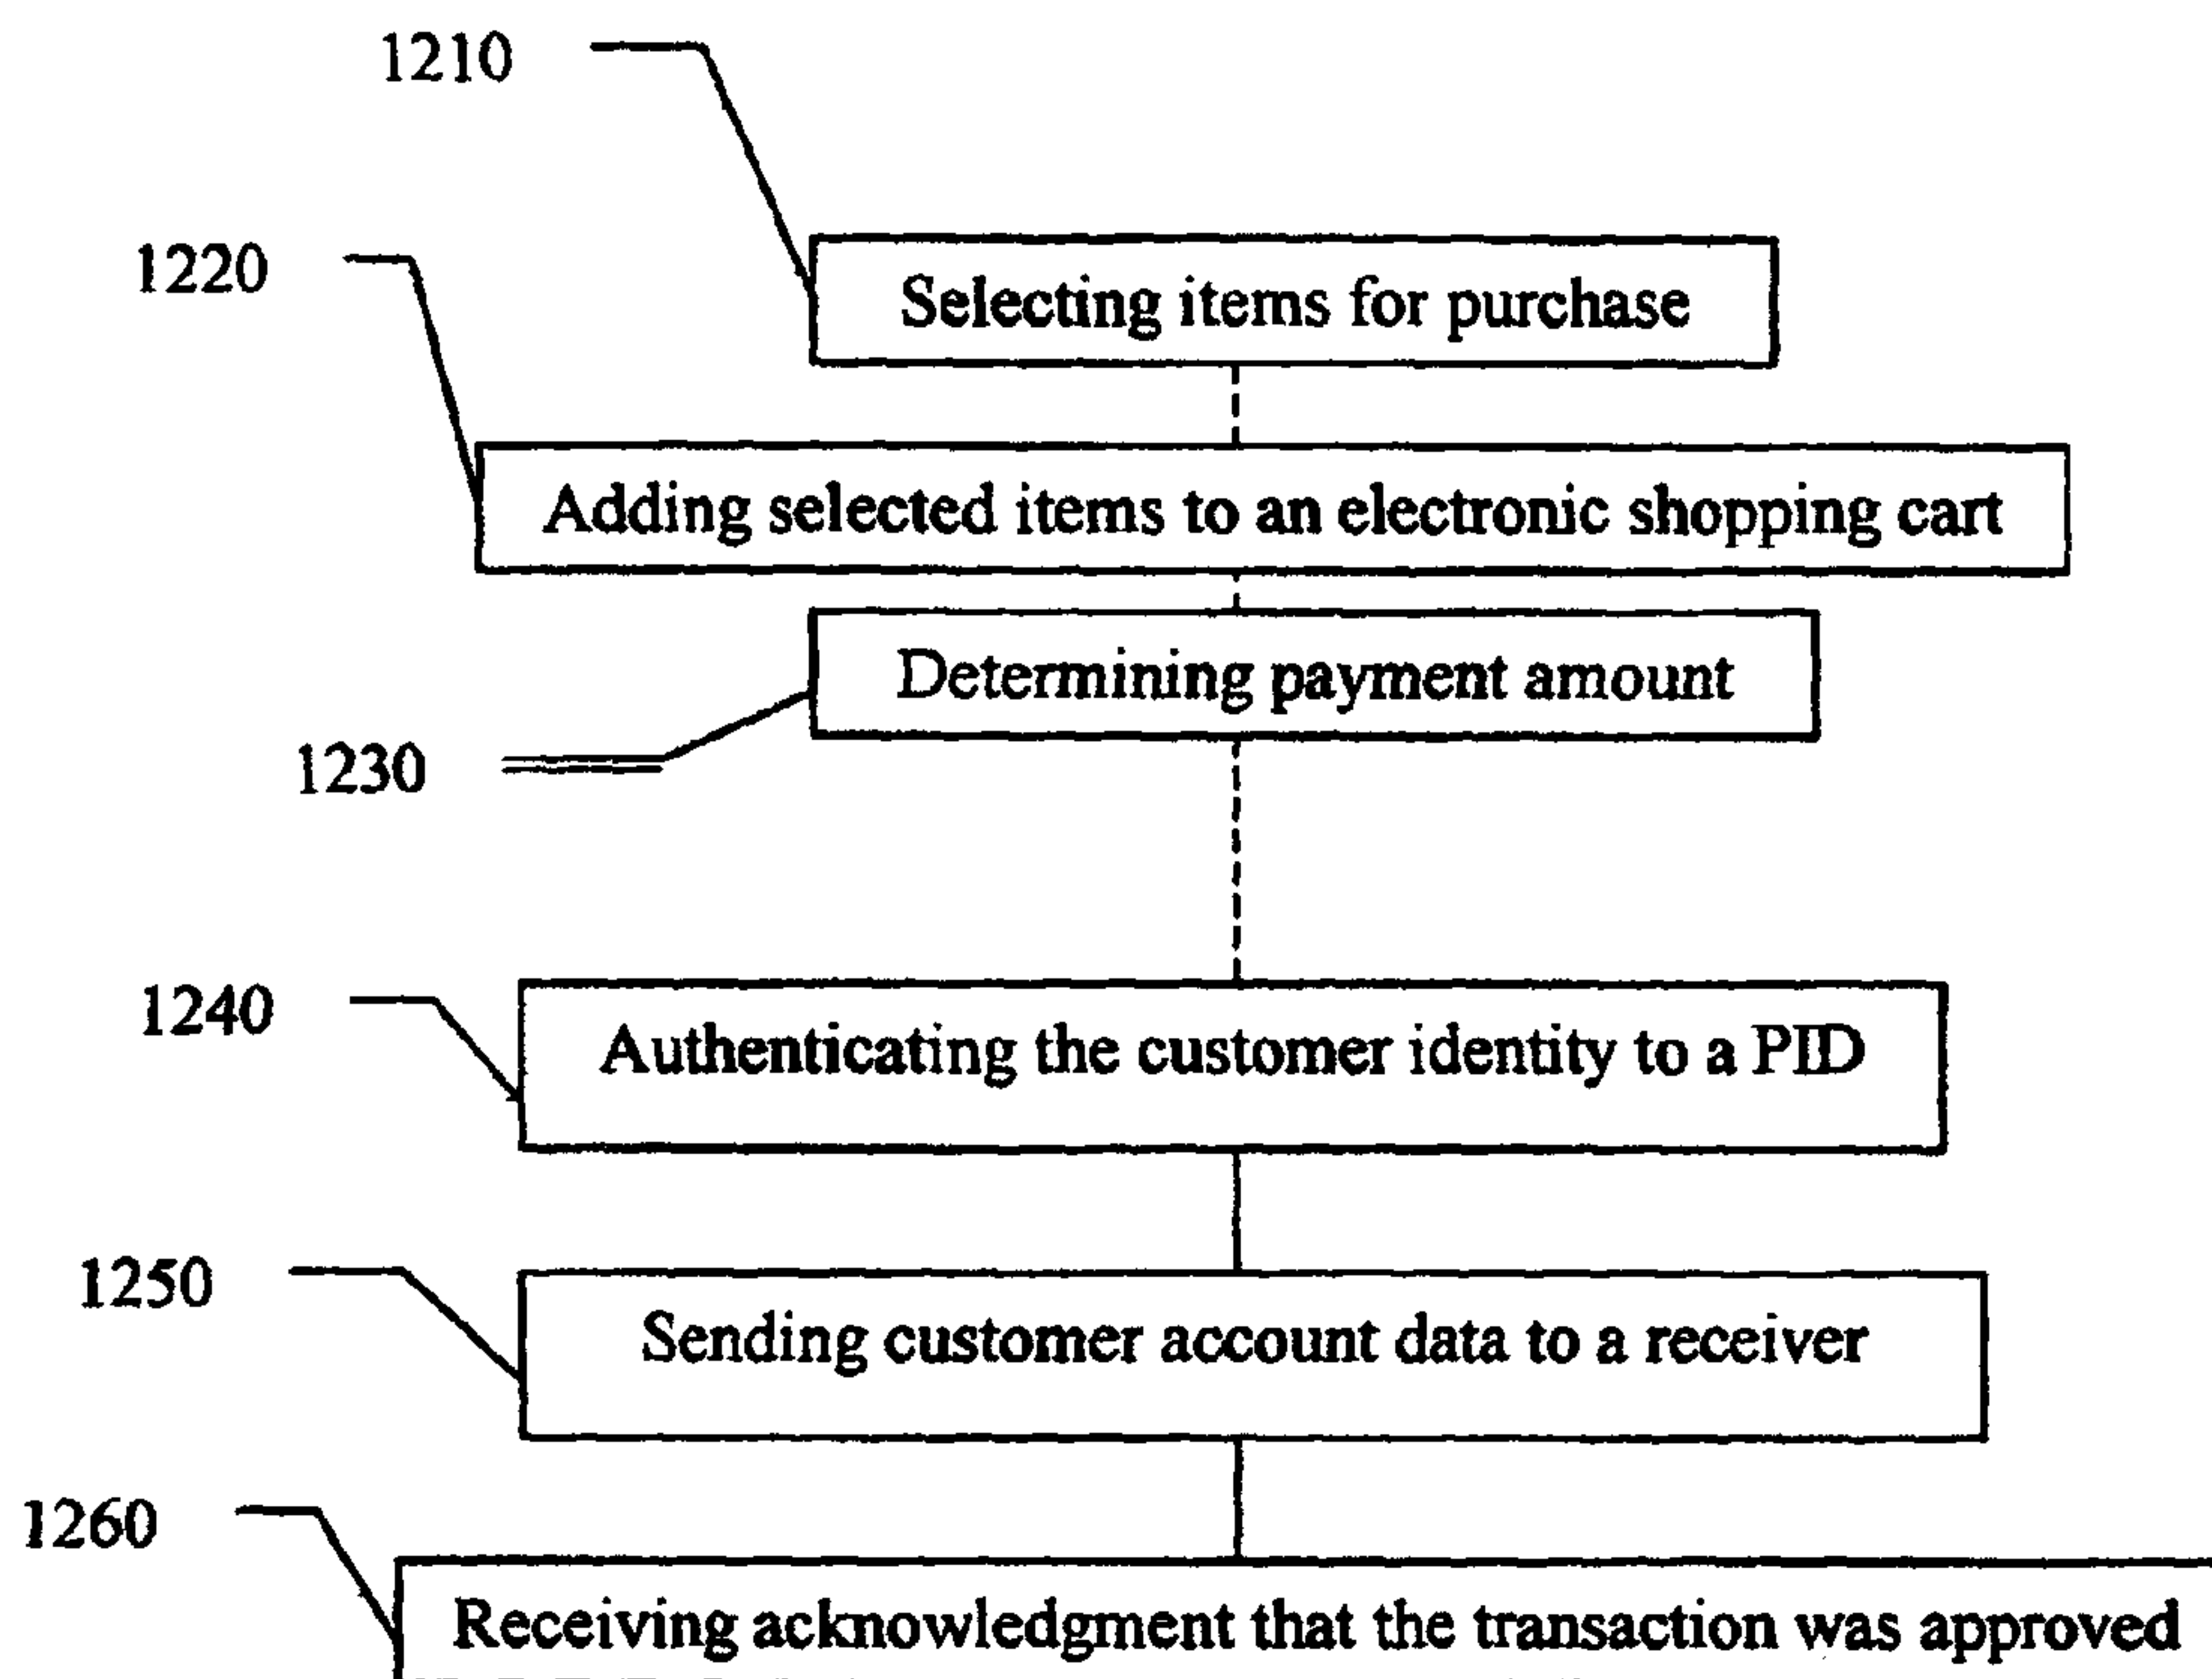 1210
Selecting items for purchase
1220
Adding selected items to an electronic shopping cart
Determining payment amount
1230
1240
Authenticating the customer identity to a PID
1250
Sending customer account data to a receiver
1260
Receiving acknowledgment that the transaction was approved